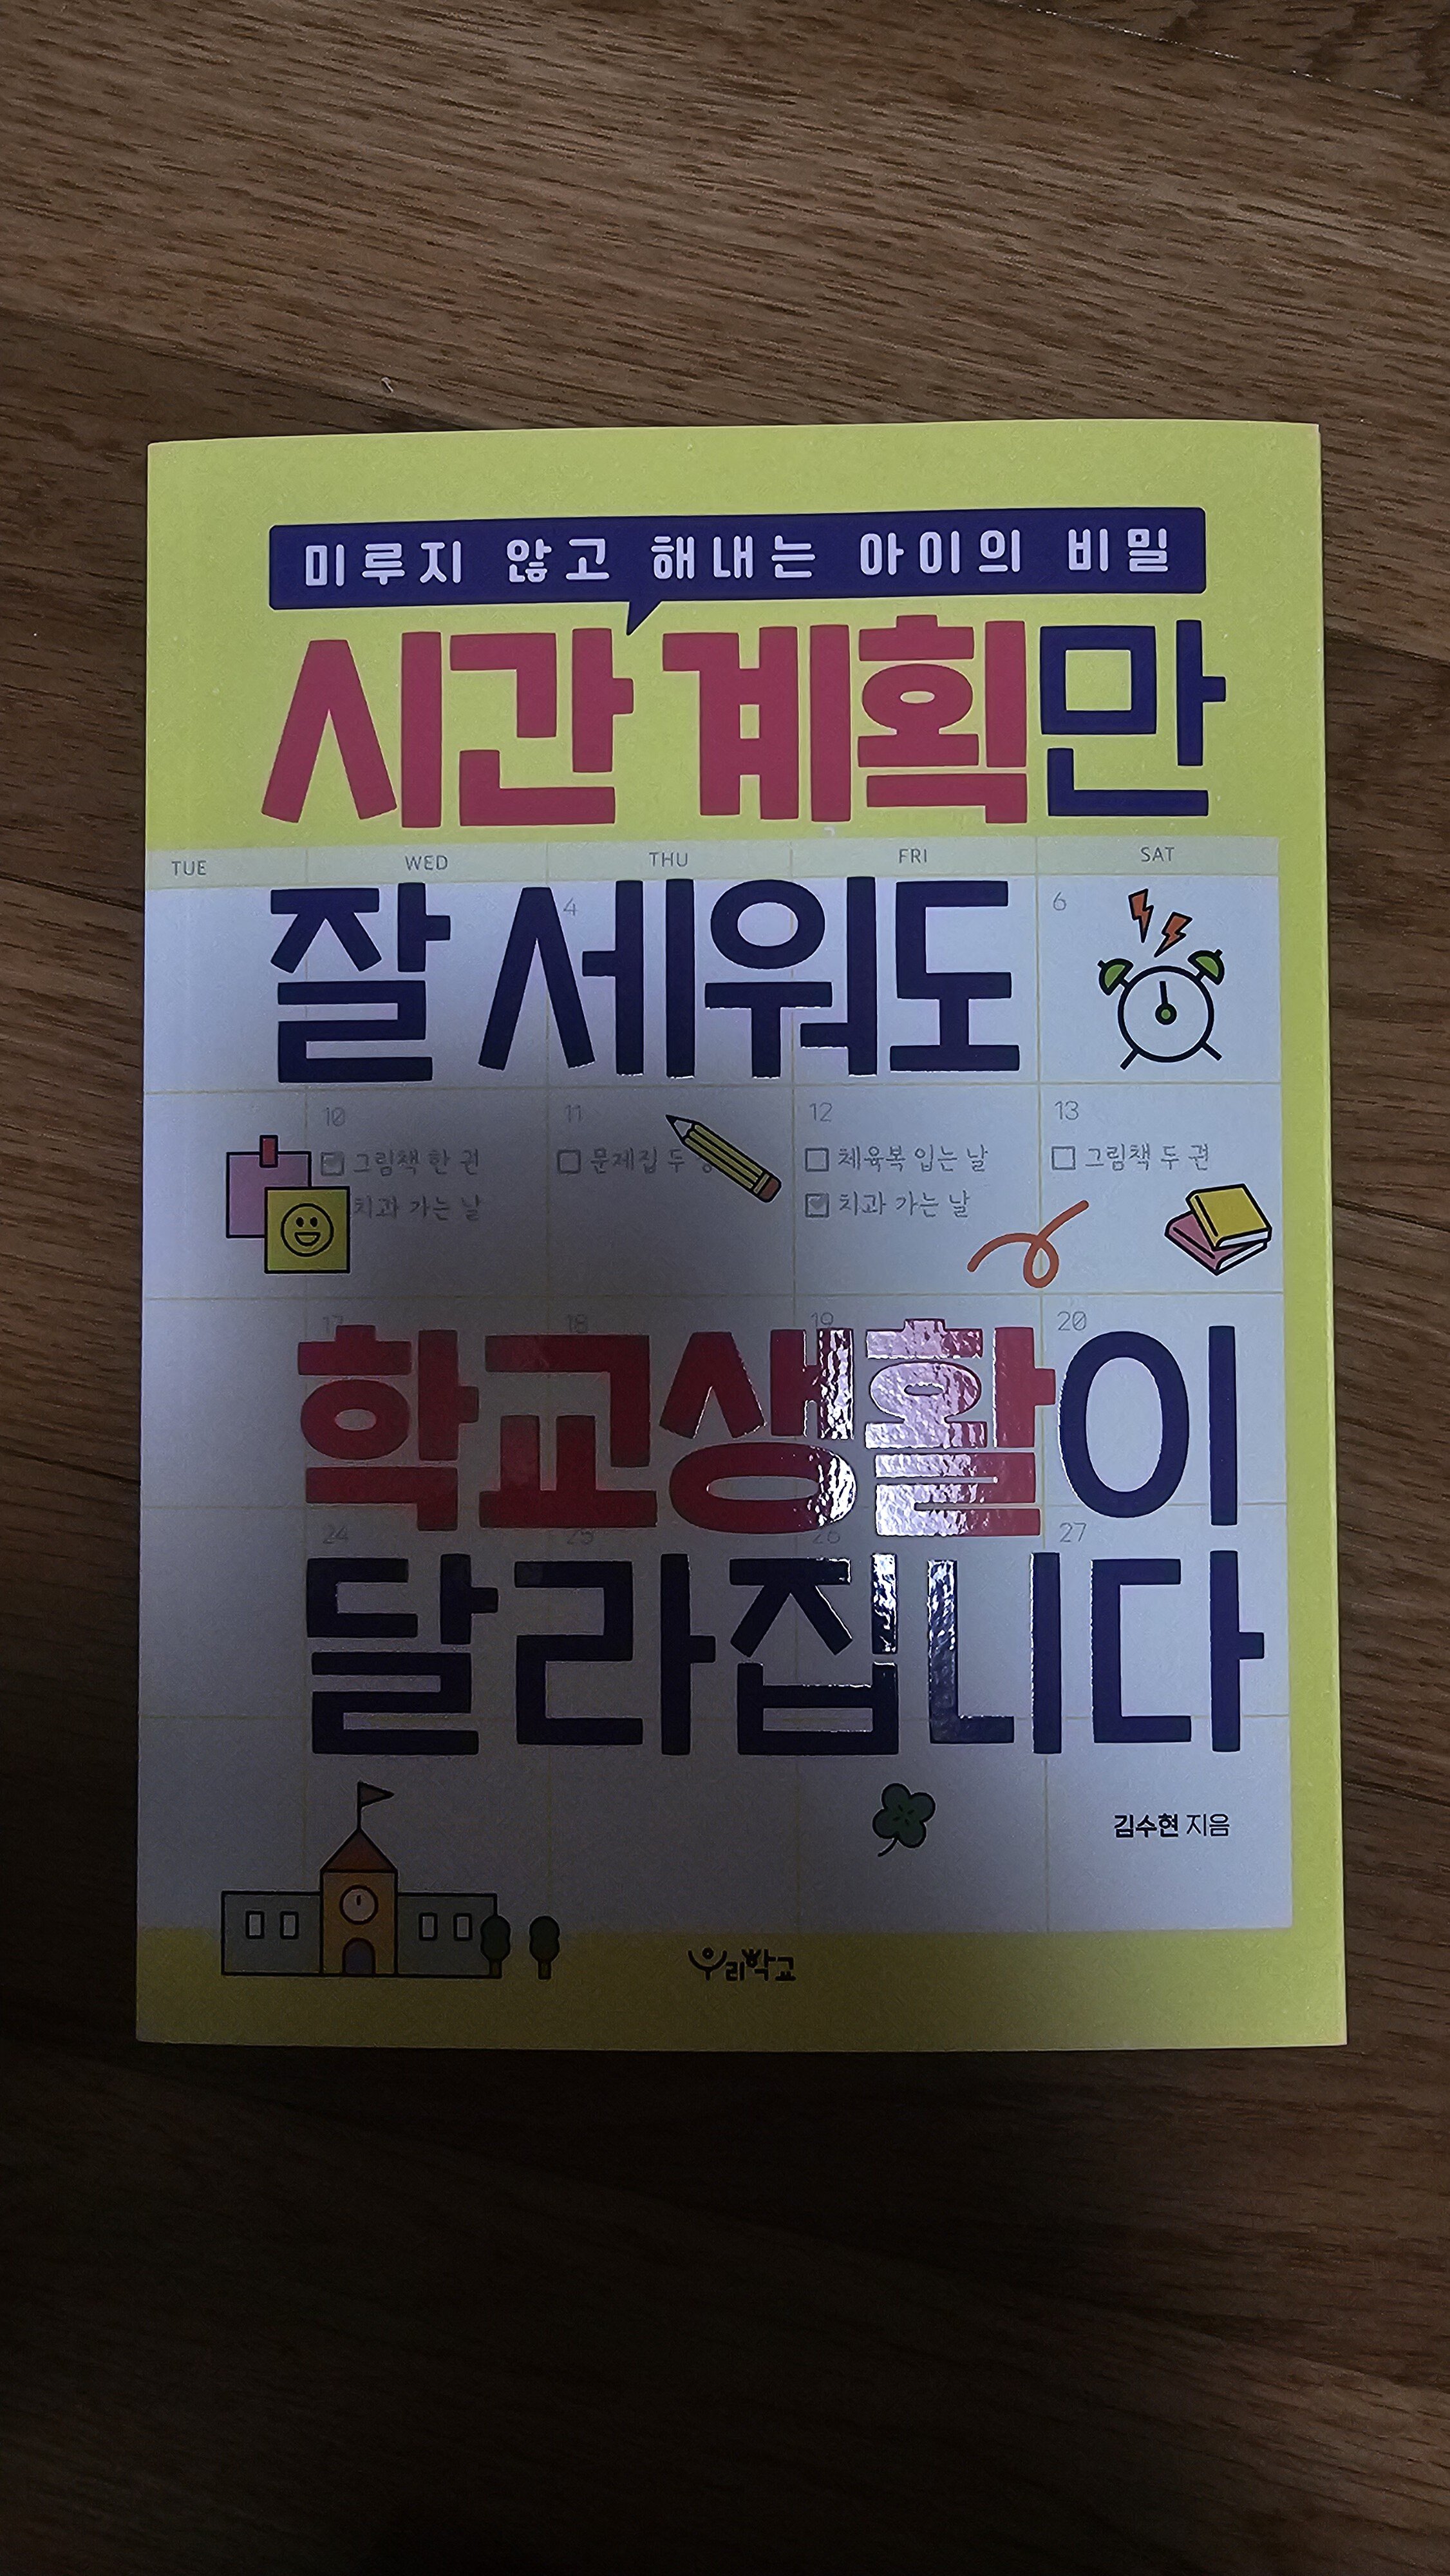 미루지 않고 해내는 아이의 비밀
시간 계획만
TUE WED THU FRI SAT
잘 세워도
4 6
10 11 12 13
그림책 한 권 문제집 두 체육복 입는 날 그림책 두 권
치과 가는 날 치과 가는 날
17 18 19 20
학교생활이
24 25 26 27
달라집니다
김수현 지음
우리학교